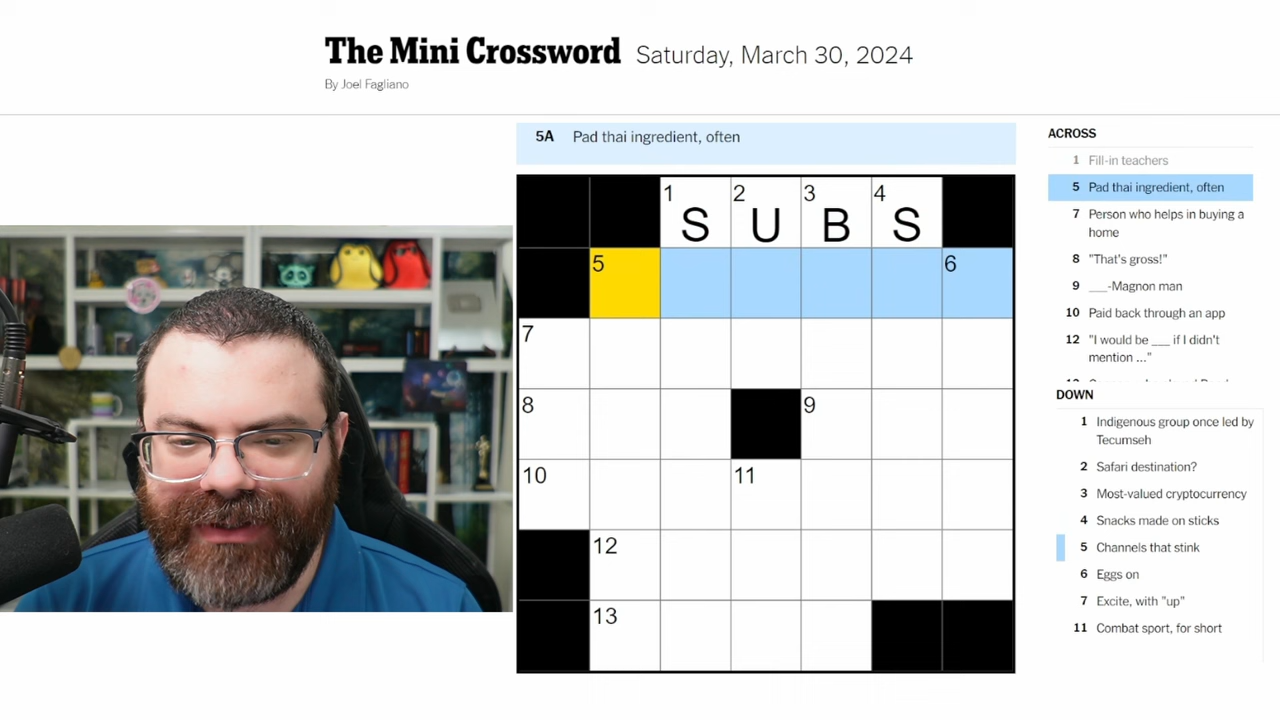 The Mini Crossword Saturday, March 30, 2024
By Joel Fagliano
5A Pad thai ingredient, often
1 2 3 4
S U B S
5 6
7
8 9
10 11
12
13
ACROSS
1 Fill-in teachers
5 Pad thai ingredient, often
7 Person who helps in buying a
home
8 "That's gross!"
9 ___-Magnon man
10 Paid back through an app
12 "I would be ___ if I didn't
mention ..."
DOWN
1 Indigenous group once led by
Tecumseh
2 Safari destination?
3 Most-valued cryptocurrency
4 Snacks made on sticks
5 Channels that stink
6 Eggs on
7 Excite, with "up"
11 Combat sport, for short